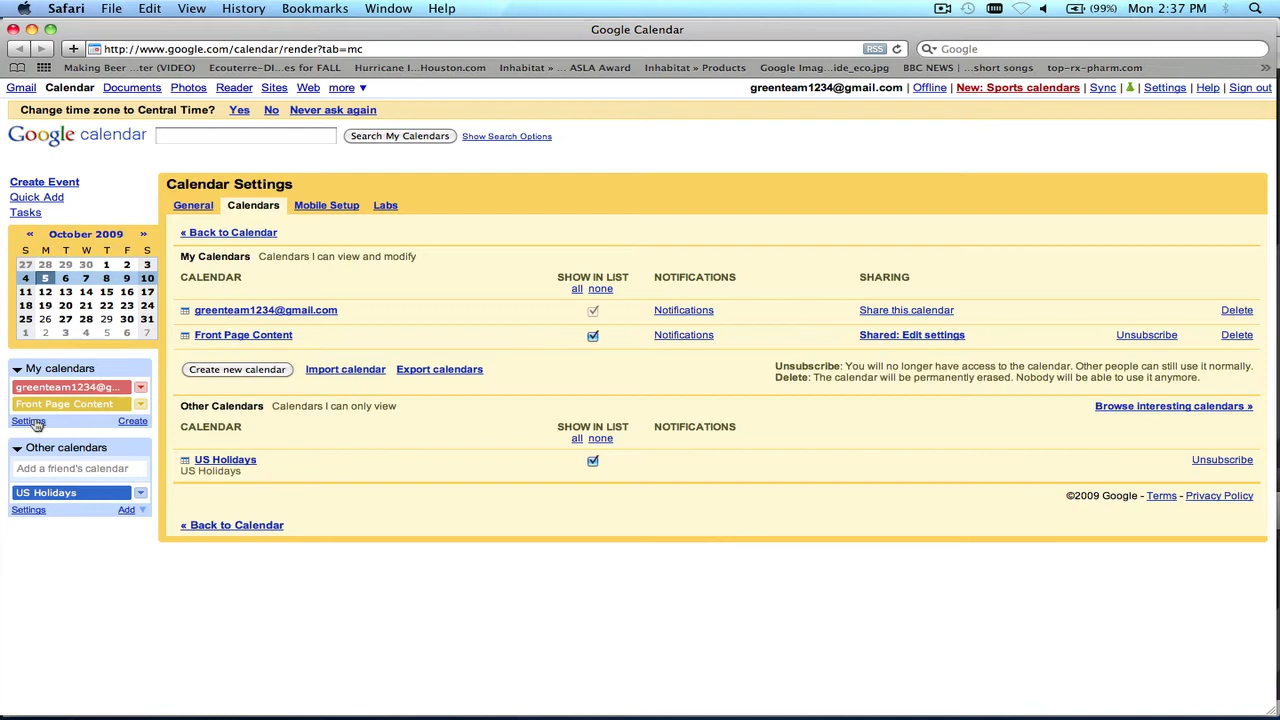 Safari File Edit View History Bookmarks Window Help (99%) Mon 2:37 PM
Google Calendar
http://www.google.com/calendar/render?tab=mc RSS Google
Making Beer ...ter (VIDEO) Ecouterre-DI...es for FALL Hurricane I...Houston.com Inhabitat » ... ASLA Award Inhabitat » Products Google Imag...ide_eco.jpg BBC NEWS | ...short songs top-rx-pharm.com »
Gmail Calendar Documents Photos Reader Sites Web more ▼ greenteam1234@gmail.com | Offline | New: Sports calendars | Sync | | Settings | Help | Sign out
Change time zone to Central Time? Yes No Never ask again
Google calendar Search My Calendars Show Search Options
Create Event
Quick Add
Tasks
« October 2009 »
S M T W T F S
27 28 29 30 1 2 3
4 5 6 7 8 9 10
11 12 13 14 15 16 17
18 19 20 21 22 23 24
25 26 27 28 29 30 31
1 2 3 4 5 6 7
My calendars
greenteam1234@g...
Front Page Content
Settings Create
Other calendars
Add a friend's calendar
US Holidays
Settings Add ▼
Calendar Settings
General Calendars Mobile Setup Labs
« Back to Calendar
My Calendars Calendars I can view and modify
CALENDAR SHOW IN LIST NOTIFICATIONS SHARING
all none
greenteam1234@gmail.com Notifications Share this calendar Delete
Front Page Content Notifications Shared: Edit settings Unsubscribe Delete
Create new calendar Import calendar Export calendars Unsubscribe: You will no longer have access to the calendar. Other people can still use it normally.
Delete: The calendar will be permanently erased. Nobody will be able to use it anymore.
Other Calendars Calendars I can only view Browse interesting calendars »
CALENDAR SHOW IN LIST NOTIFICATIONS
all none
US Holidays Unsubscribe
US Holidays
©2009 Google - Terms - Privacy Policy
« Back to Calendar